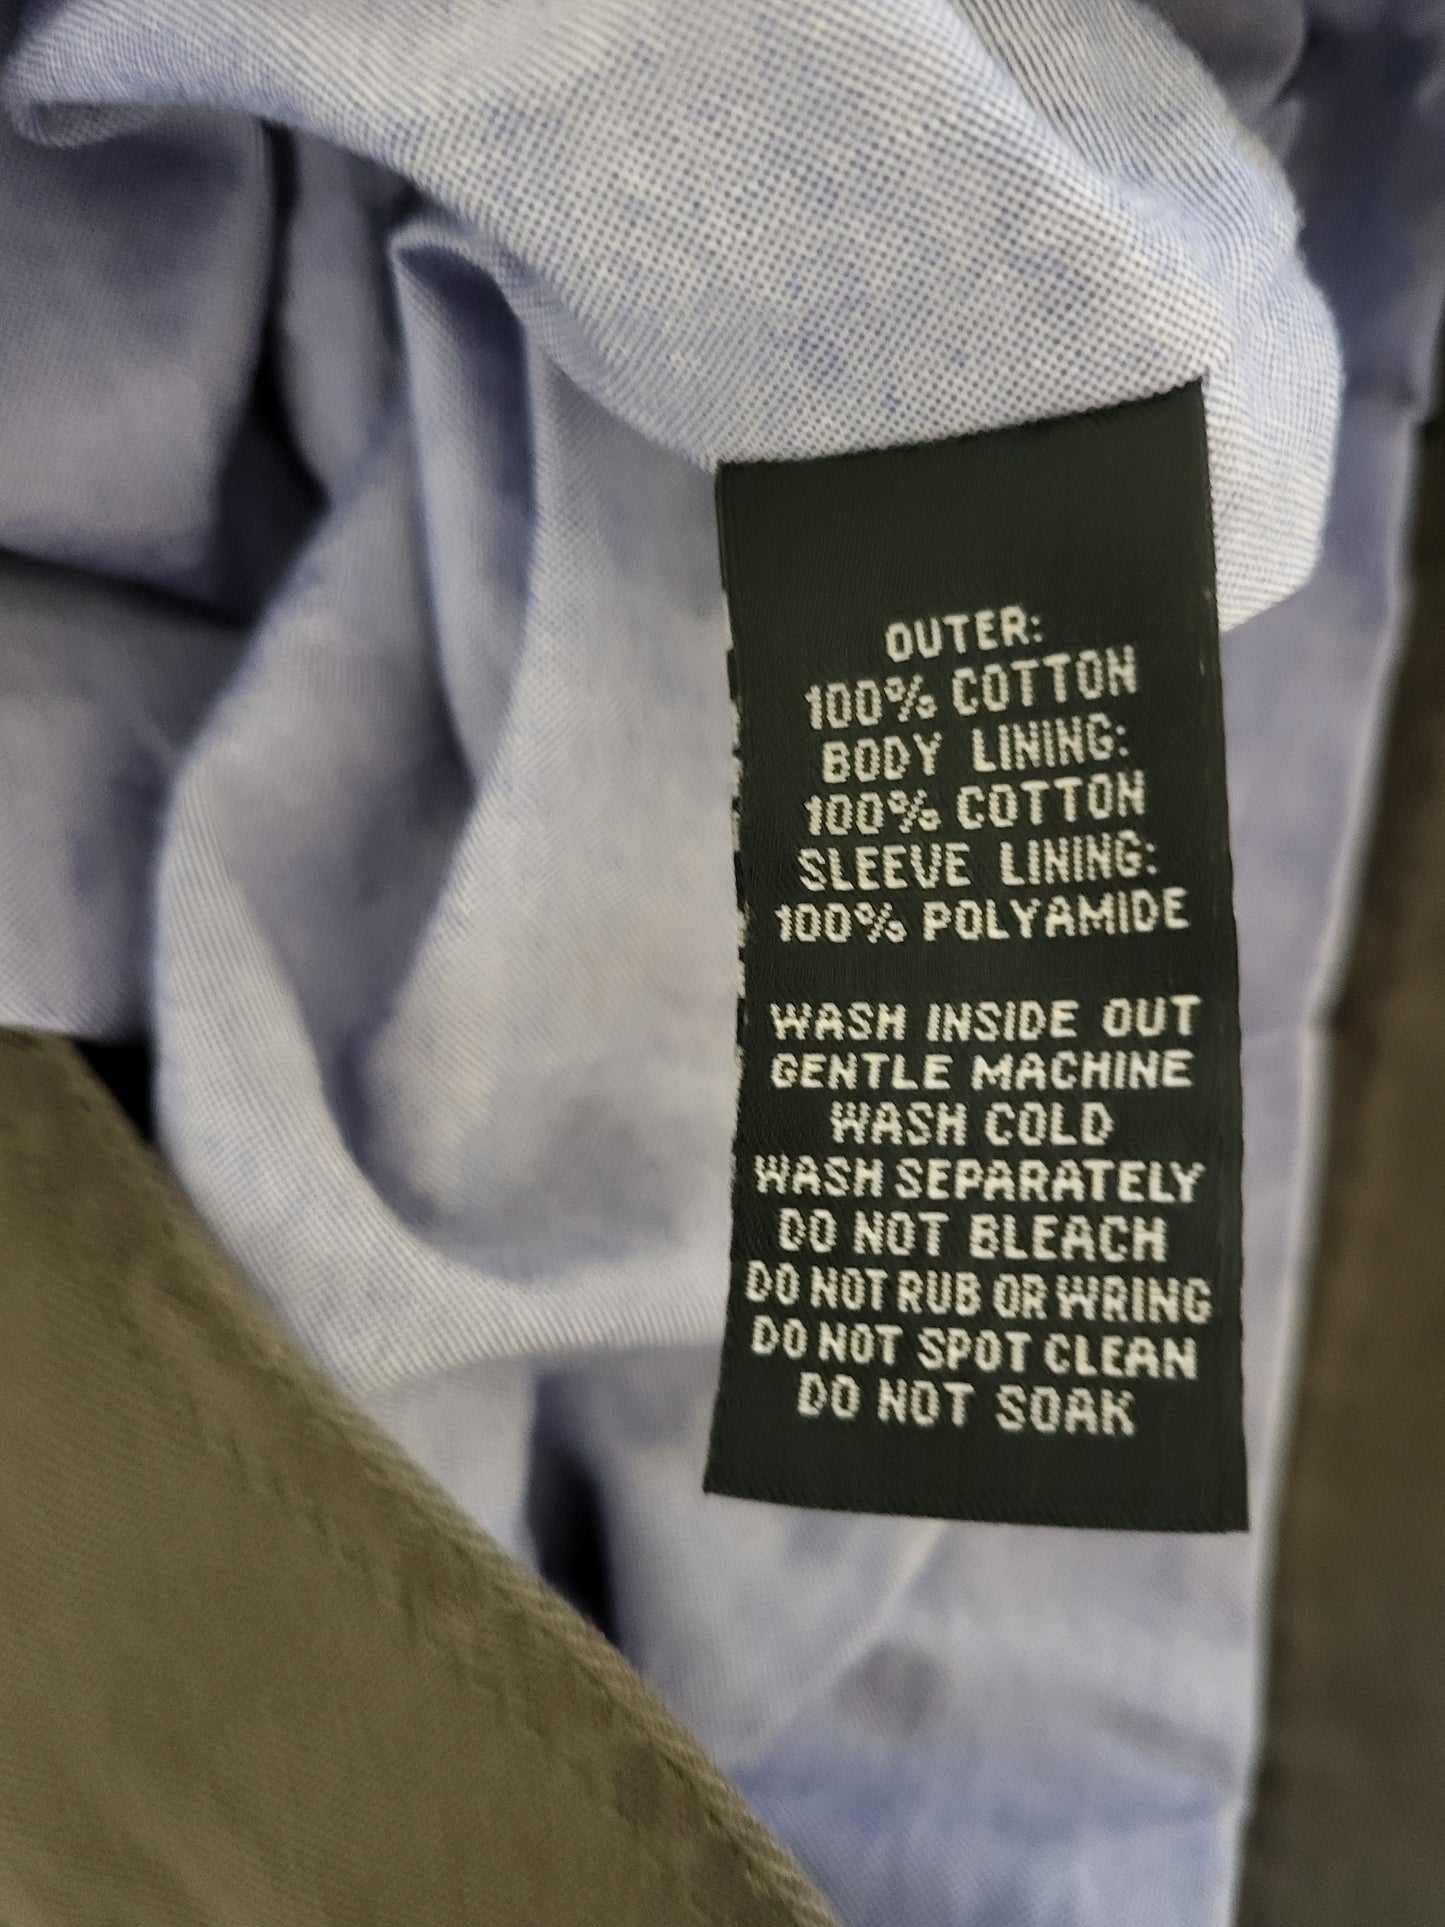 OUTER:
100% COTTON
BODY LINING:
100% COTTON
SLEEVE LINING:
100% POLYAMIDE
WASH INSIDE OUT
GENTLE MACHINE
WASH COLD
WASH SEPARATELY
DO NOT BLEACH
DO NOT RUB OR WRING
DO NOT SPOT CLEAN
DO NOT SOAK